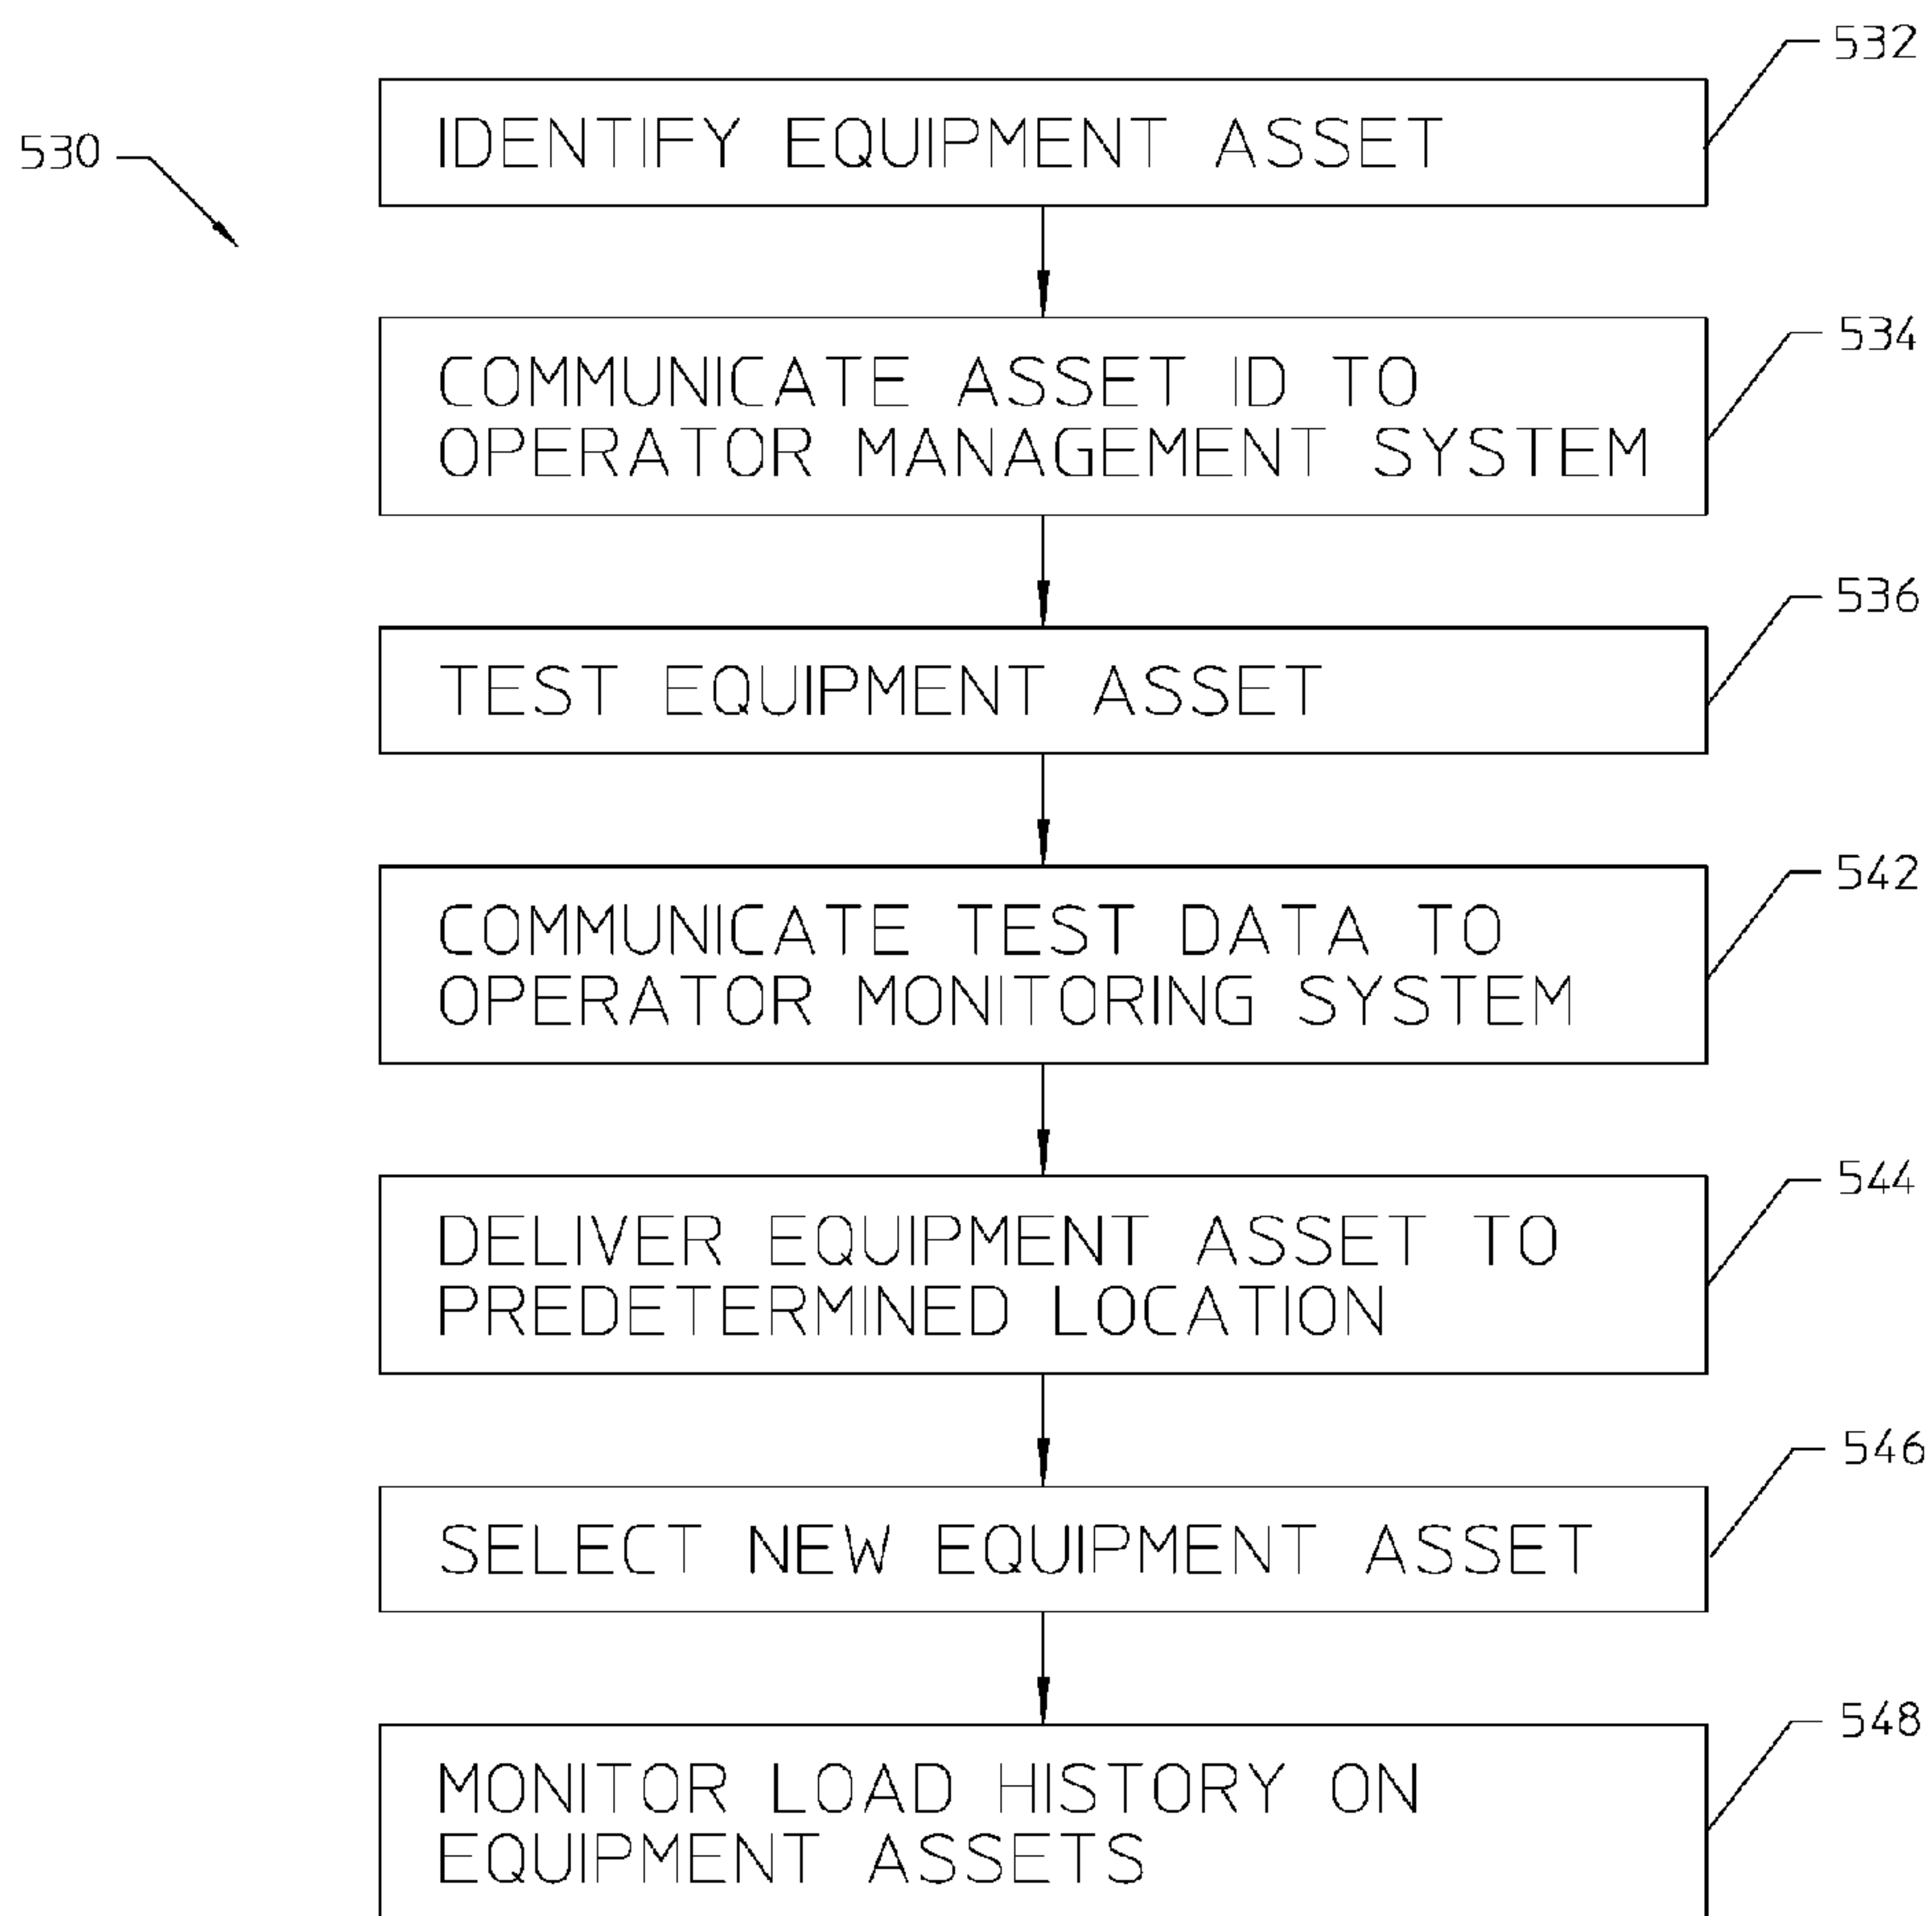 532
530
IDENTIFY EQUIPMENT ASSET
534
COMMUNICATE ASSET ID TO
OPERATOR MANAGEMENT SYSTEM
536
TEST EQUIPMENT ASSET
542
COMMUNICATE TEST DATA TO
OPERATOR MONITORING SYSTEM
544
DELIVER EQUIPMENT ASSET TO
PREDETERMINED LOCATION
546
SELECT NEW EQUIPMENT ASSET
548
MONITOR LOAD HISTORY ON
EQUIPMENT ASSETS